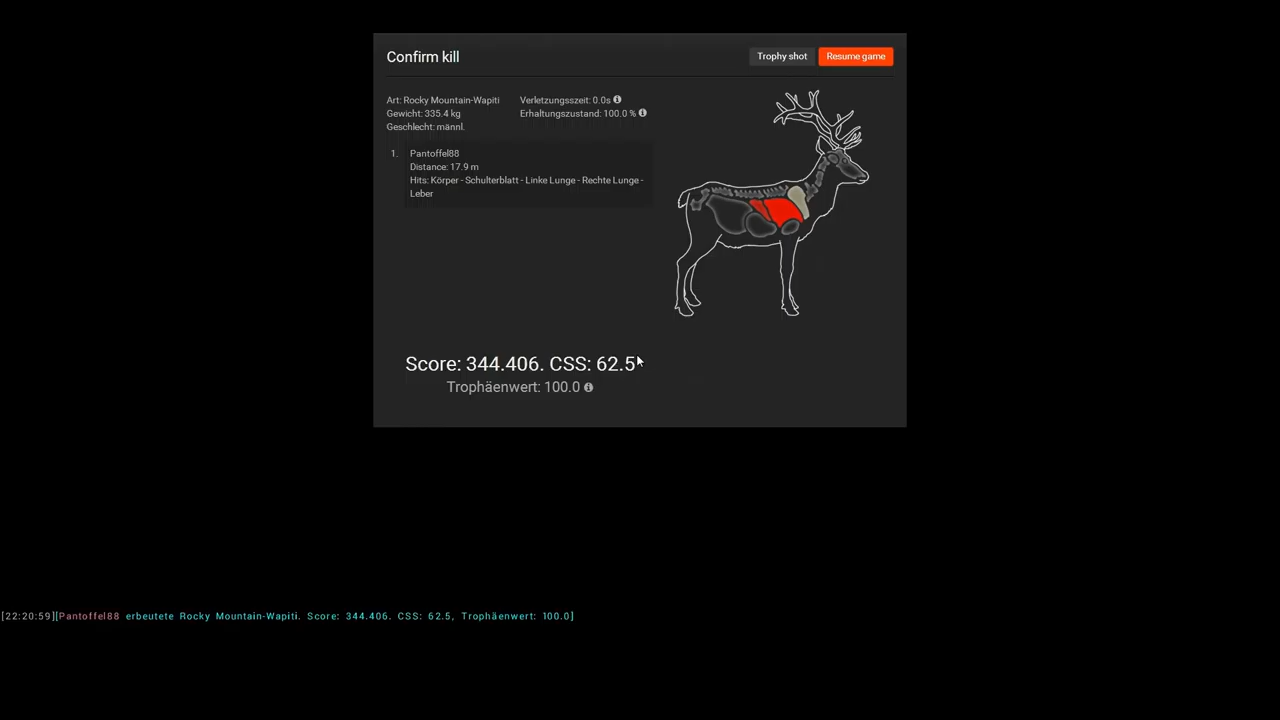 Confirm kill
Trophy shot
Resume game
Art: Rocky Mountain-Wapiti
Verletzungsszeit: 0.0s
Gewicht: 335.4 kg
Erhaltungszustand: 100.0 %
Geschlecht: männl.
1. Pantoffel88
Distance: 17.9 m
Hits: Körper - Schulterblatt - Linke Lunge - Rechte Lunge -
Leber
Score: 344.406. CSS: 62.5
Trophäenwert: 100.0
[22:20:59][Pantoffel88 erbeutete Rocky Mountain-Wapiti. Score: 344.406. CSS: 62.5, Trophäenwert: 100.0]